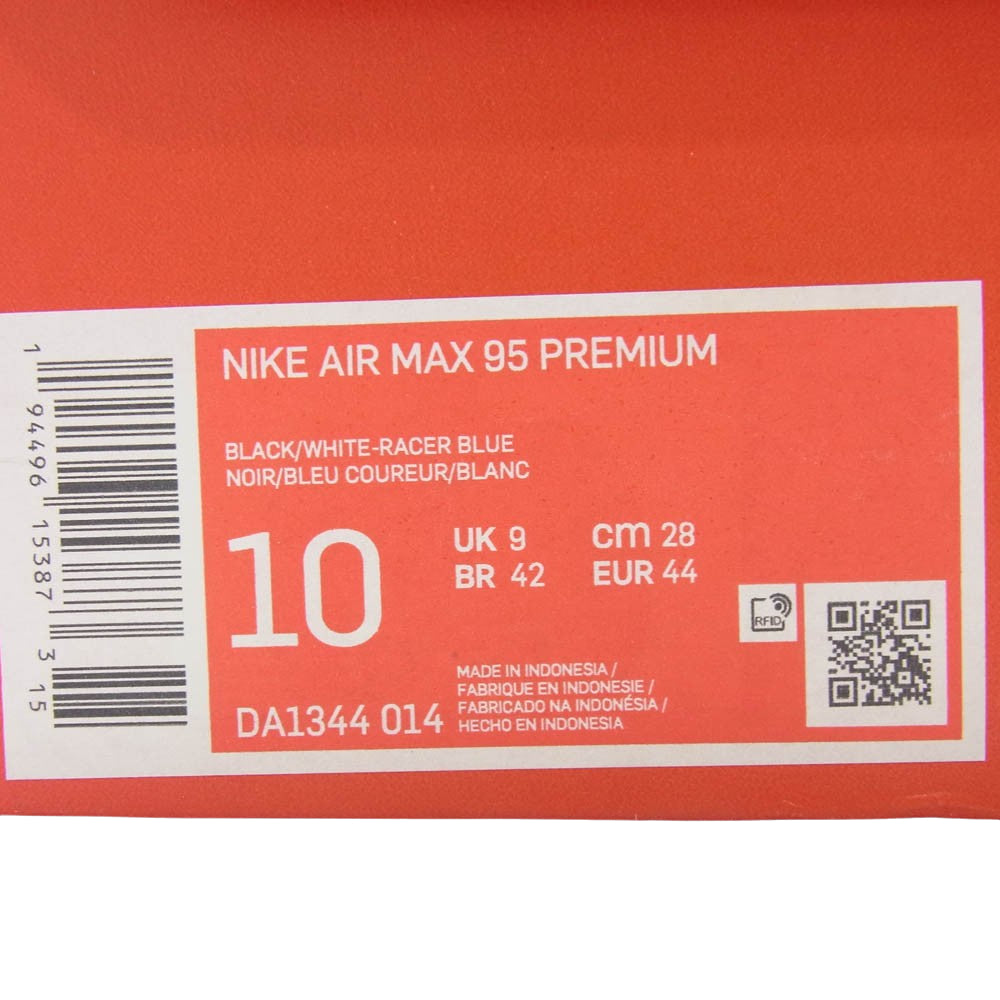 NIKE AIR MAX 95 PREMIUM
BLACK/WHITE-RACER BLUE
NOIR/BLEU COUREUR/BLANC
10
UK 9 cm 28
BR 42 EUR 44
RFID
MADE IN INDONESIA /
FABRIQUE EN INDONESIE /
FABRICADO NA INDONÉSIA /
HECHO EN INDONESIA
DA1344 014
1 94496 15387 3 15